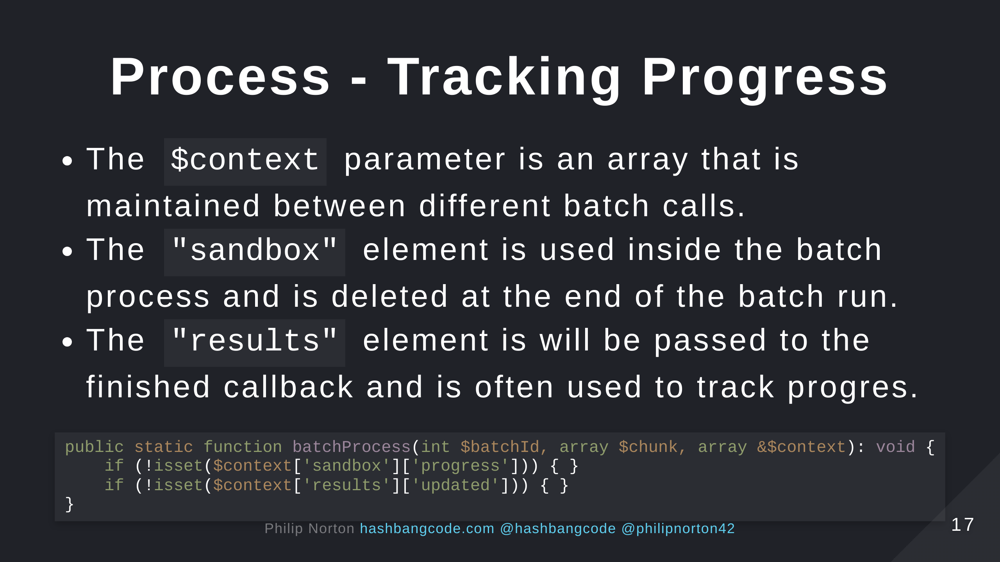 Process - Tracking Progress
• The $context parameter is an array that is
maintained between different batch calls.
• The "sandbox" element is used inside the batch
process and is deleted at the end of the batch run.
• The "results" element is will be passed to the
finished callback and is often used to track progres.
public static function batchProcess(int $batchId, array $chunk, array &$context): void {
    if (!isset($context['sandbox']['progress'])) { }
    if (!isset($context['results']['updated'])) { }
}
Philip Norton hashbangcode.com @hashbangcode @philipnorton42
17